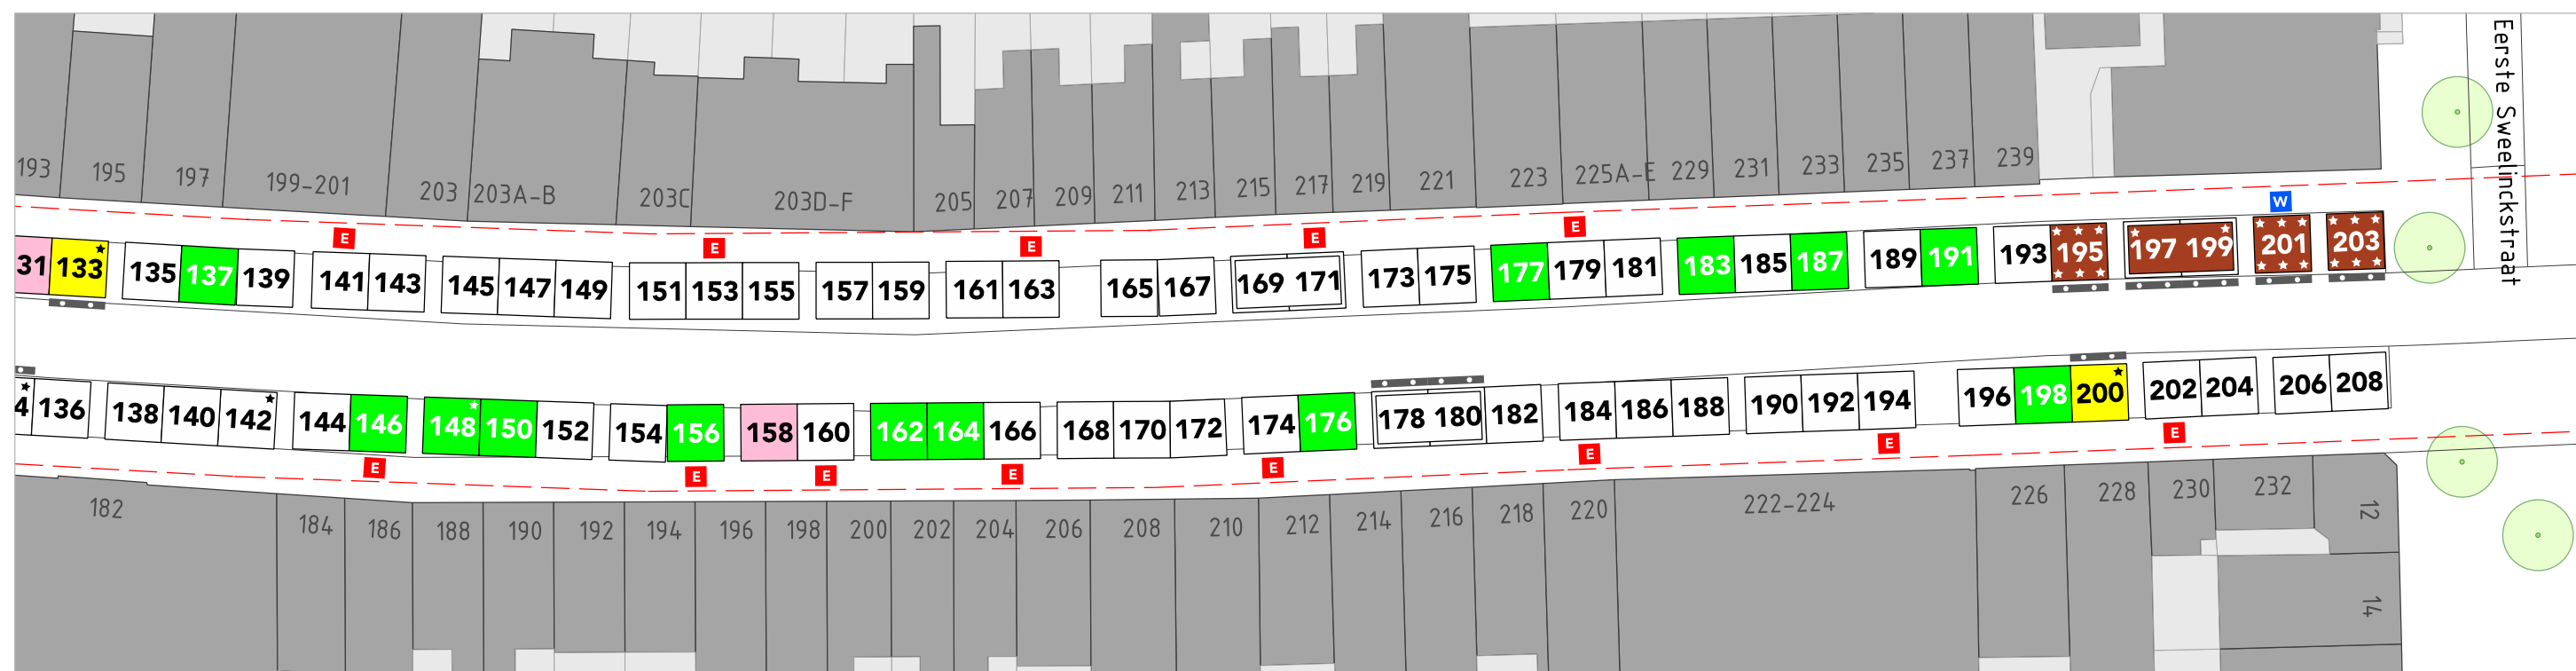 193 195 197 199-201 203 203A-B 203C 203D-F 205 207 209 211 213 215 217 219 221 223 225A-E 229 231 233 235 237 239
Eerste Sweelinckstraat
W
E E E E E
31 133 135 137 139 141 143 145 147 149 151 153 155 157 159 161 163 165 167 169 171 173 175 177 179 181 183 185 187 189 191 193 195 197 199 201 203
4 136 138 140 142 144 146 148 150 152 154 156 158 160 162 164 166 168 170 172 174 176 178 180 182 184 186 188 190 192 194 196 198 200 202 204 206 208
E E E E E E E E
182 184 186 188 190 192 194 196 198 200 202 204 206 208 210 212 214 216 218 220 222-224 226 228 230 232 12
14